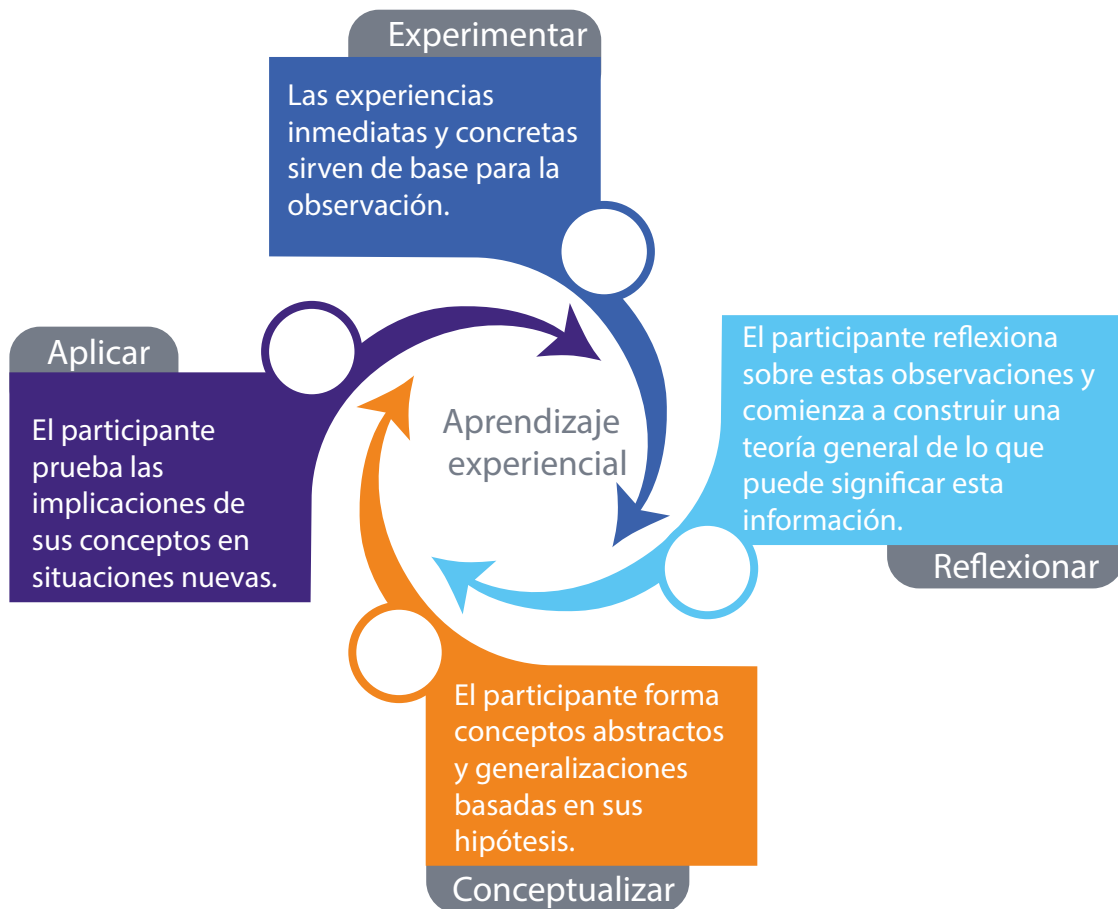 Experimentar
Las experiencias
inmediatas y concretas
sirven de base para la
observación.
El participante reflexiona
sobre estas observaciones y
comienza a construir una
teoría general de lo que
puede significar esta
información.
Reflexionar
El participante forma
conceptos abstractos
y generalizaciones
basadas en sus
hipótesis.
Conceptualizar
Aplicar
El participante
prueba las
implicaciones de
sus conceptos en
situaciones nuevas.
Aprendizaje
experiencial